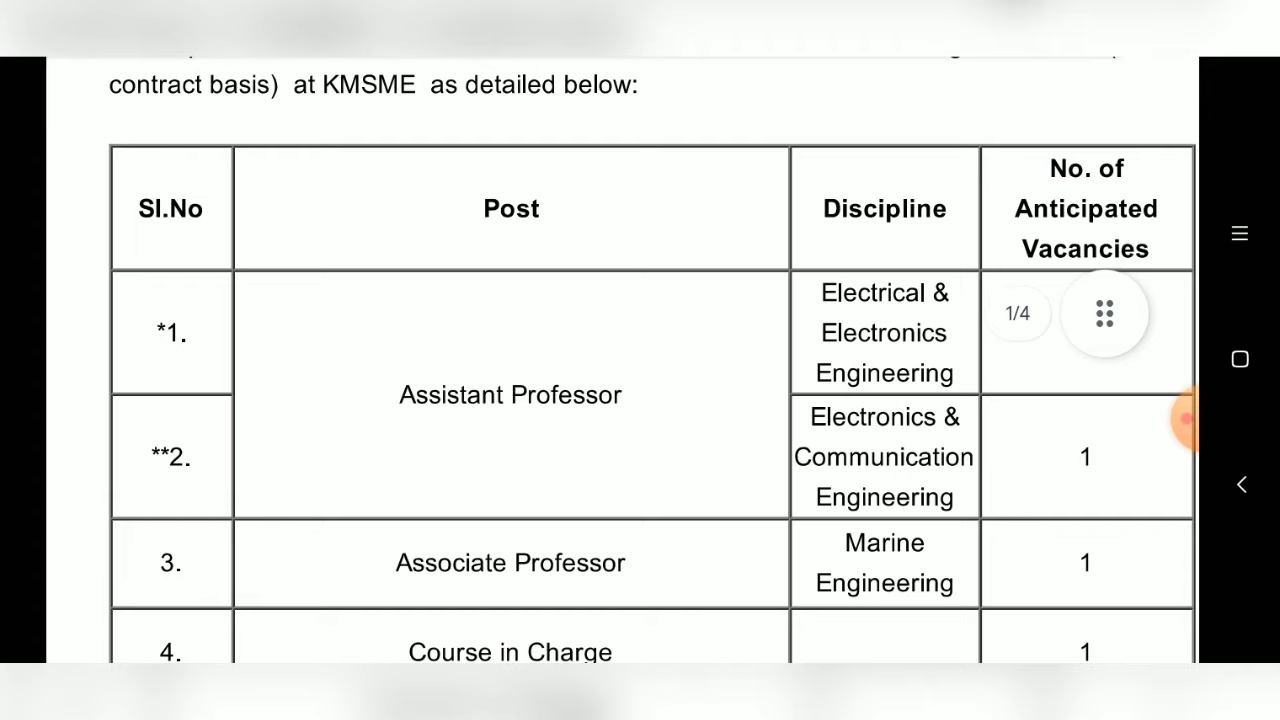 contract basis)  at KMSME  as detailed below:
Sl.No
Post
Discipline
No. of
Anticipated
Vacancies
*1.
Assistant Professor
Electrical &
Electronics
Engineering
1/4
**2.
Electronics &
Communication
Engineering
1
3.
Associate Professor
Marine
Engineering
1
4.
Course in Charge
1